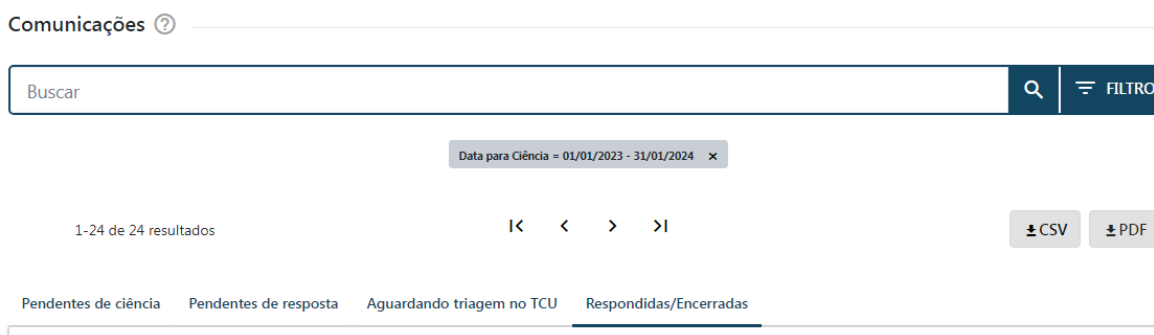 Comunicações ?
Buscar
FILTRO
Data para Ciência = 01/01/2023 - 31/01/2024 ×
1-24 de 24 resultados
CSV PDF
Pendentes de ciência Pendentes de resposta Aguardando triagem no TCU Respondidas/Encerradas